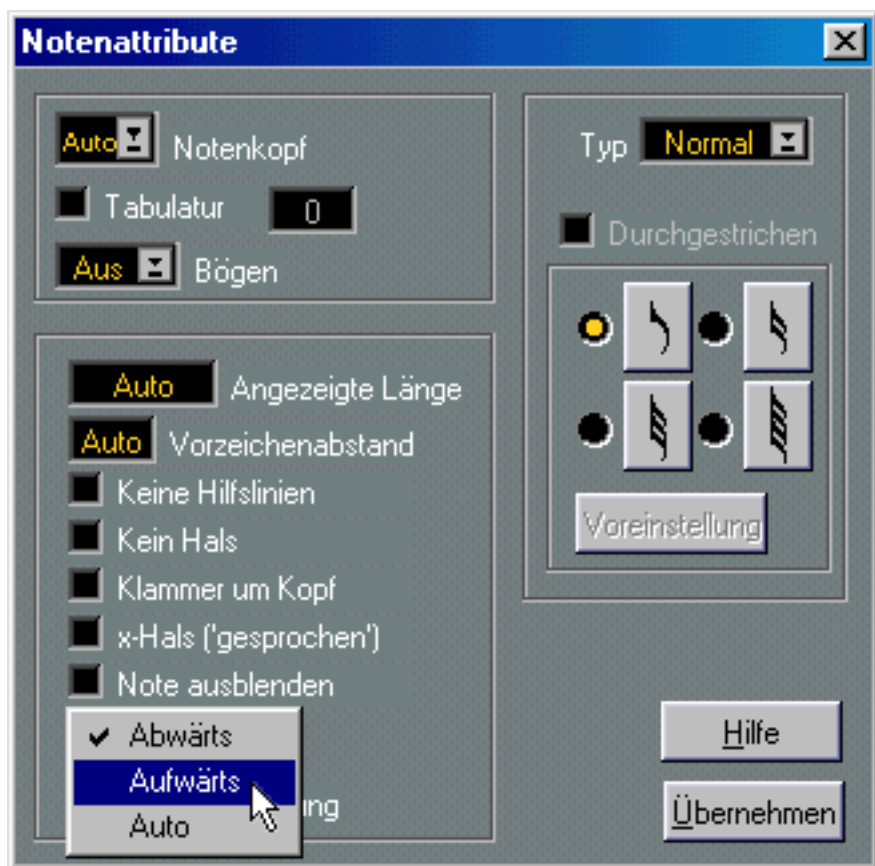 Notenattribute
Auto Notenkopf
Tabulatur 0
Aus Bögen
Typ Normal
Durchgestrichen
Voreinstellung
Auto Angezeigte Länge
Auto Vorzeichenabstand
Keine Hilfslinien
Kein Hals
Klammer um Kopf
x-Hals ('gesprochen')
Note ausblenden
Abwärts
Aufwärts
Auto
Hilfe
Übernehmen